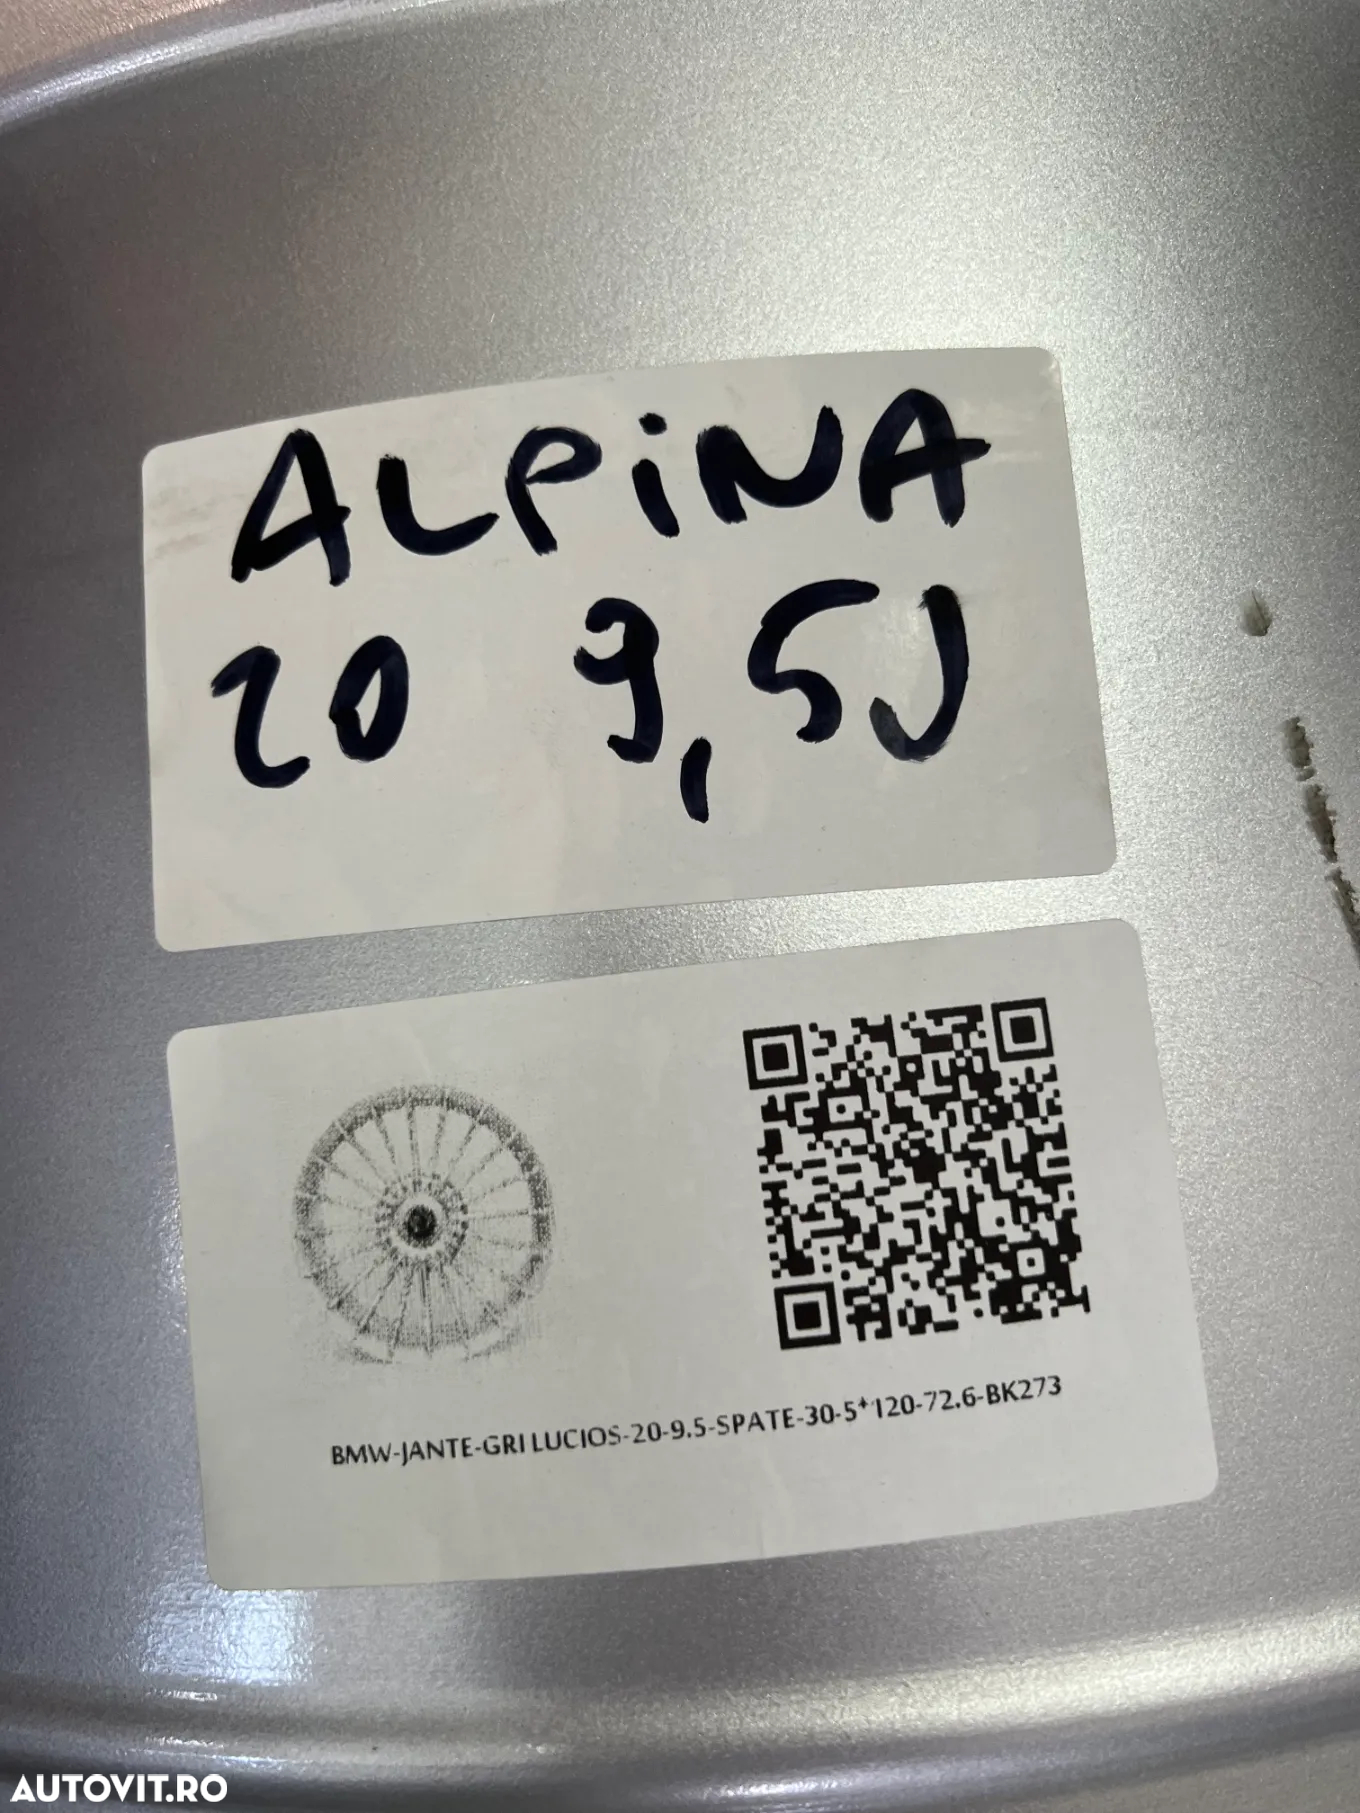 ALPiNA
20 9,5J
BMW-JANTE-GRI LUCIOS-20-9.5-SPATE-30-5*120-72.6-BK273
AUTOVIT.RO